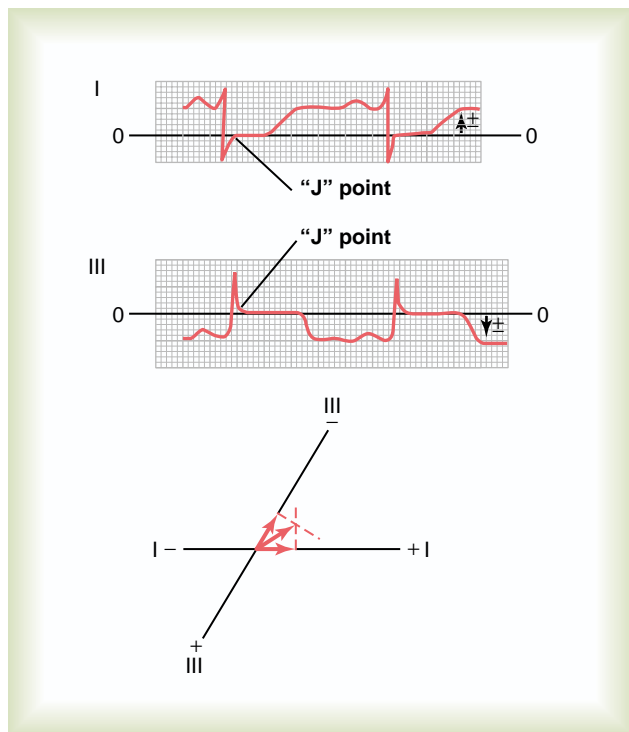 I
0 + − 0
“J” point
“J” point
III
0 + − 0
III
−
I − + I
+
III